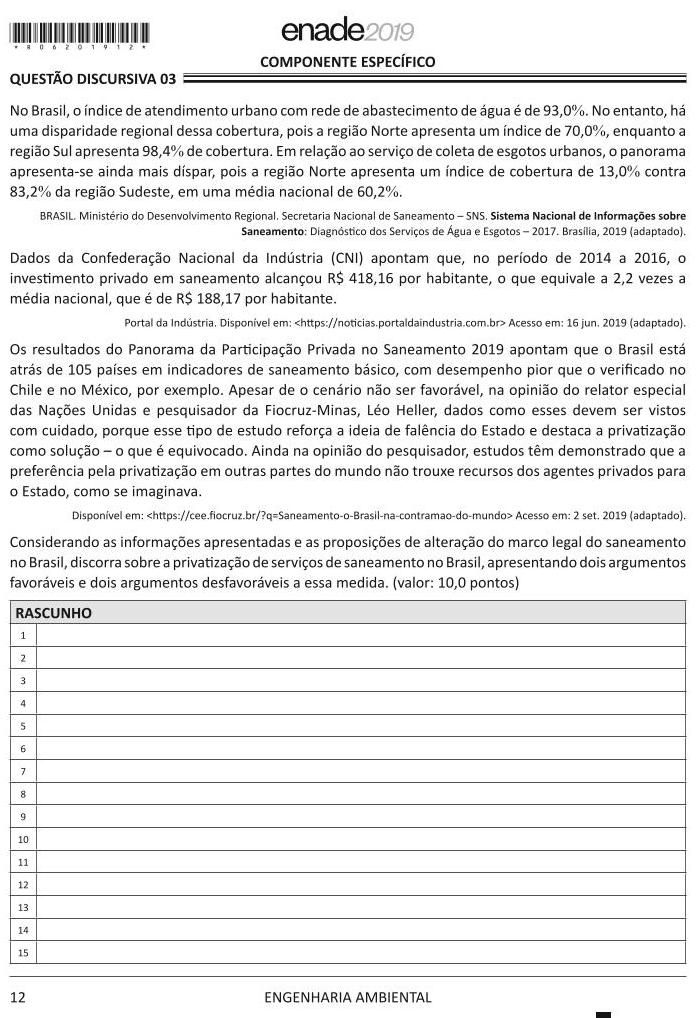 enade2019
*R0620191912*
COMPONENTE ESPECÍFICO
QUESTÃO DISCURSIVA 03
No Brasil, o índice de atendimento urbano com rede de abastecimento de água é de 93,0%. No entanto, há
uma disparidade regional dessa cobertura, pois a região Norte apresenta um índice de 70,0%, enquanto a
região Sul apresenta 98,4% de cobertura. Em relação ao serviço de coleta de esgotos urbanos, o panorama
apresenta-se ainda mais díspar, pois a região Norte apresenta um índice de cobertura de 13,0% contra
83,2% da região Sudeste, em uma média nacional de 60,2%.
BRASIL. Ministério do Desenvolvimento Regional. Secretaria Nacional de Saneamento – SNS. Sistema Nacional de Informações sobre
Saneamento: Diagnóstico dos Serviços de Água e Esgotos – 2017. Brasília, 2019 (adaptado).
Dados da Confederação Nacional da Indústria (CNI) apontam que, no período de 2014 a 2016, o
investimento privado em saneamento alcançou R$ 418,16 por habitante, o que equivale a 2,2 vezes a
média nacional, que é de R$ 188,17 por habitante.
Portal da Indústria. Disponível em: <https://noticias.portaldaindustria.com.br> Acesso em: 16 jun. 2019 (adaptado).
Os resultados do Panorama da Participação Privada no Saneamento 2019 apontam que o Brasil está
atrás de 105 países em indicadores de saneamento básico, com desempenho pior que o verificado no
Chile e no México, por exemplo. Apesar de o cenário não ser favorável, na opinião do relator especial
das Nações Unidas e pesquisador da Fiocruz-Minas, Léo Heller, dados como esses devem ser vistos
com cuidado, porque esse tipo de estudo reforça a ideia de falência do Estado e destaca a privatização
como solução – o que é equivocado. Ainda na opinião do pesquisador, estudos têm demonstrado que a
preferência pela privatização em outras partes do mundo não trouxe recursos dos agentes privados para
o Estado, como se imaginava.
Disponível em: <https://cee.fiocruz.br/?q=Saneamento-o-Brasil-na-contramao-do-mundo> Acesso em: 2 set. 2019 (adaptado).
Considerando as informações apresentadas e as proposições de alteração do marco legal do saneamento
no Brasil, discorra sobre a privatização de serviços de saneamento no Brasil, apresentando dois argumentos
favoráveis e dois argumentos desfavoráveis a essa medida. (valor: 10,0 pontos)
RASCUNHO
1
2
3
4
5
6
7
8
9
10
11
12
13
14
15
12 ENGENHARIA AMBIENTAL